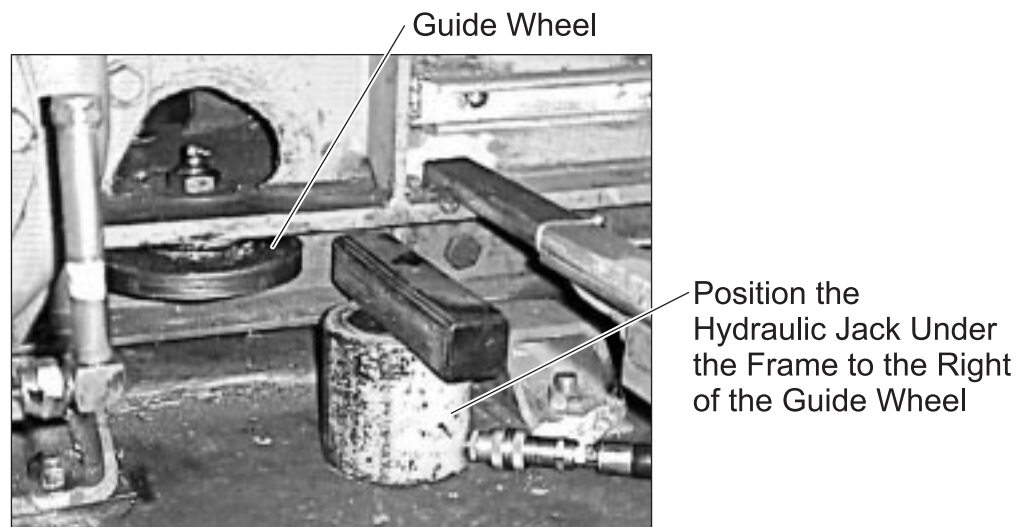 Guide Wheel
Position the
Hydraulic Jack Under
the Frame to the Right
of the Guide Wheel